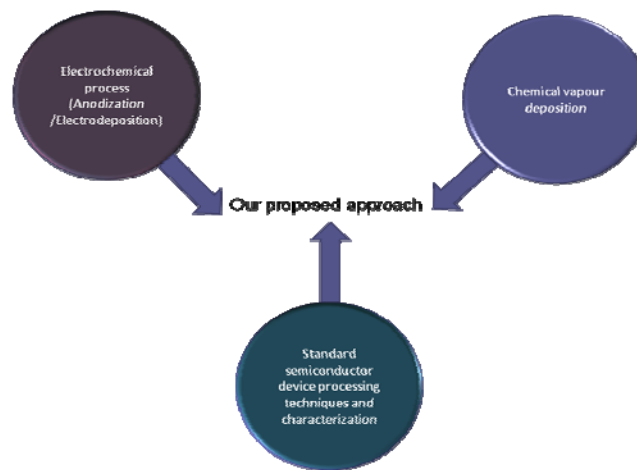 Electrochemical
process
(Anodization
/Electrodeposition)
Chemical vapour
deposition
Our proposed approach
Standard
semiconductor
device processing
techniques and
characterization